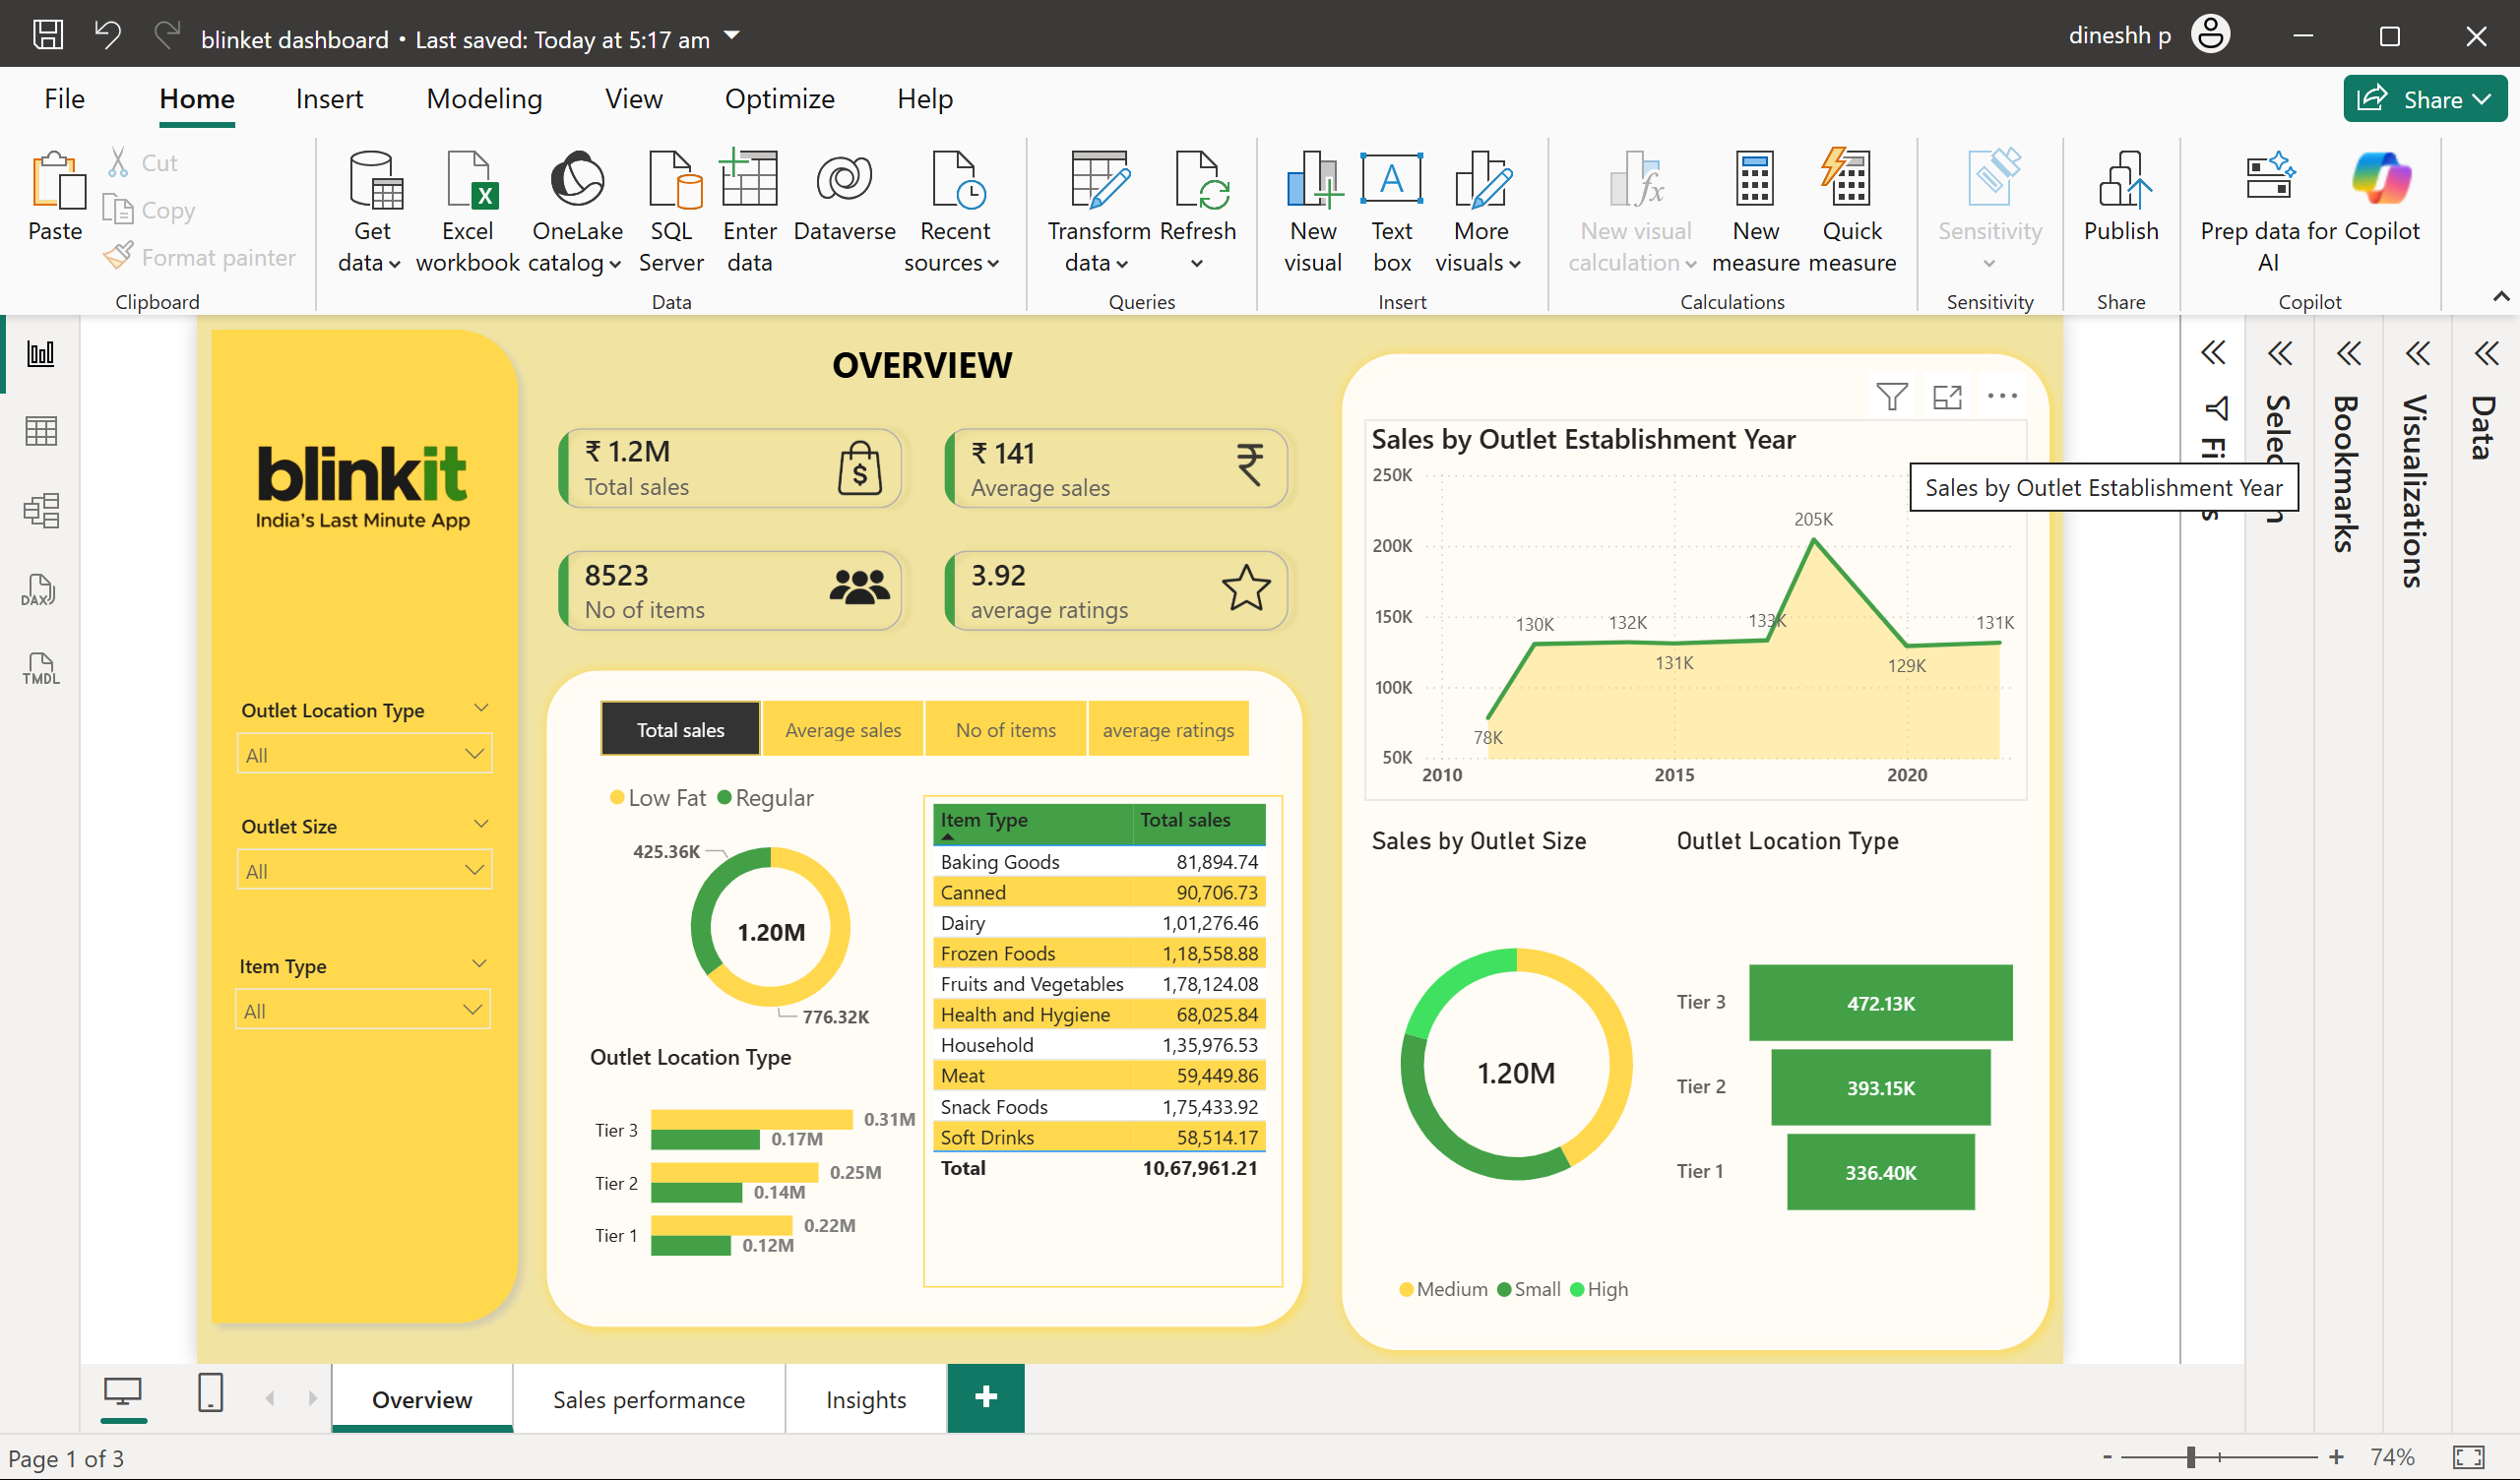 blinket dashboard • Last saved: Today at 5:17 am
dineshh p
File Home Insert Modeling View Optimize Help
Share
Paste
Cut
Copy
Format painter
Clipboard
Get data
Excel workbook
OneLake catalog
SQL Server
Enter data
Dataverse
Recent sources
Data
Transform data
Refresh
Queries
New visual
Text box
More visuals
Insert
New visual calculation
New measure
Quick measure
Calculations
Sensitivity
Sensitivity
Publish
Share
Prep data for AI
Copilot
Copilot
DAX
TMDL
blinkit
India's Last Minute App
Outlet Location Type
All
Outlet Size
All
Item Type
All
OVERVIEW
₹ 1.2M
Total sales
₹ 141
Average sales
8523
No of items
3.92
average ratings
Total sales Average sales No of items average ratings
Low Fat Regular
425.36K
1.20M
776.32K
Outlet Location Type
Tier 3 0.31M
0.17M
Tier 2 0.25M
0.14M
Tier 1 0.22M
0.12M
Item Type Total sales
Baking Goods 81,894.74
Canned 90,706.73
Dairy 1,01,276.46
Frozen Foods 1,18,558.88
Fruits and Vegetables 1,78,124.08
Health and Hygiene 68,025.84
Household 1,35,976.53
Meat 59,449.86
Snack Foods 1,75,433.92
Soft Drinks 58,514.17
Total 10,67,961.21
Sales by Outlet Establishment Year
Sales by Outlet Establishment Year
250K
200K
150K
100K
50K
2010 2015 2020
78K
130K
132K
131K
133K
205K
129K
131K
Sales by Outlet Size
1.20M
Medium Small High
Outlet Location Type
Tier 3 472.13K
Tier 2 393.15K
Tier 1 336.40K
Bookmarks
Visualizations
Data
Overview Sales performance Insights
Page 1 of 3
- + 74%